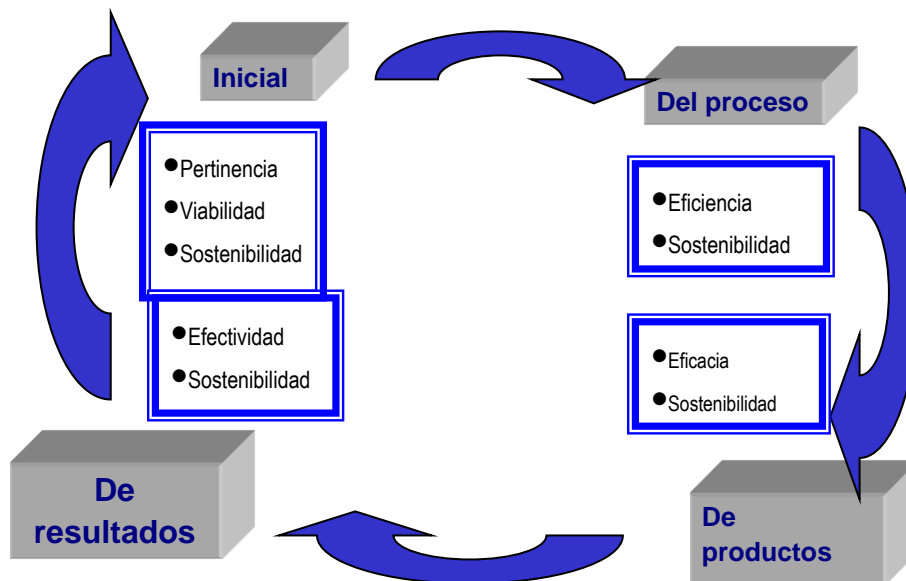 Inicial
●Pertinencia
●Viabilidad
●Sostenibilidad
Del proceso
●Eficiencia
●Sostenibilidad
●Eficacia
●Sostenibilidad
De
productos
●Efectividad
●Sostenibilidad
De
resultados